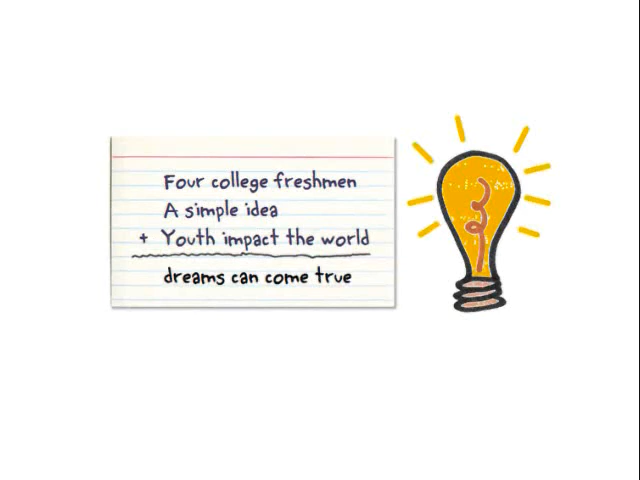 Four college freshmen
A simple idea
+ Youth impact the world
dreams can come true